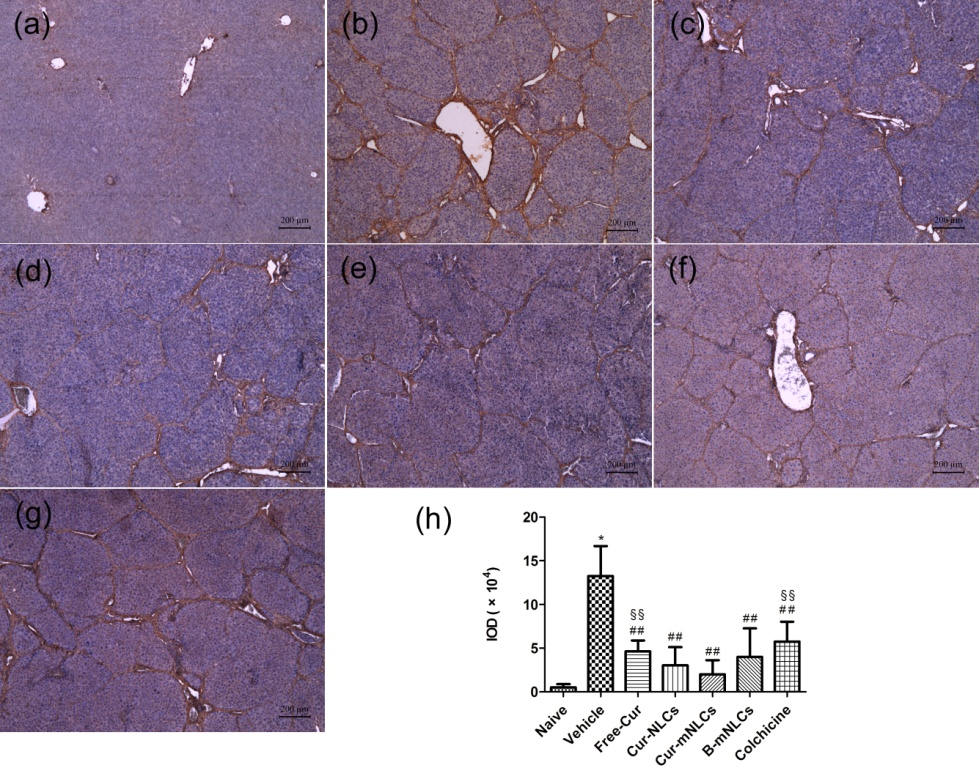 (a)
(b)
(c)
200 μm
200 μm
200 μm
(d)
(e)
(f)
200 μm
200 μm
200 μm
(g)
200 μm
(h)
IOD ( × 10⁴)
20
15
10
5
0
*
§§
##
##
##
##
§§
##
Naive
Vehicle
Free-Cur
Cur-NLCs
Cur-mNLCs
B-mNLCs
Colchicine